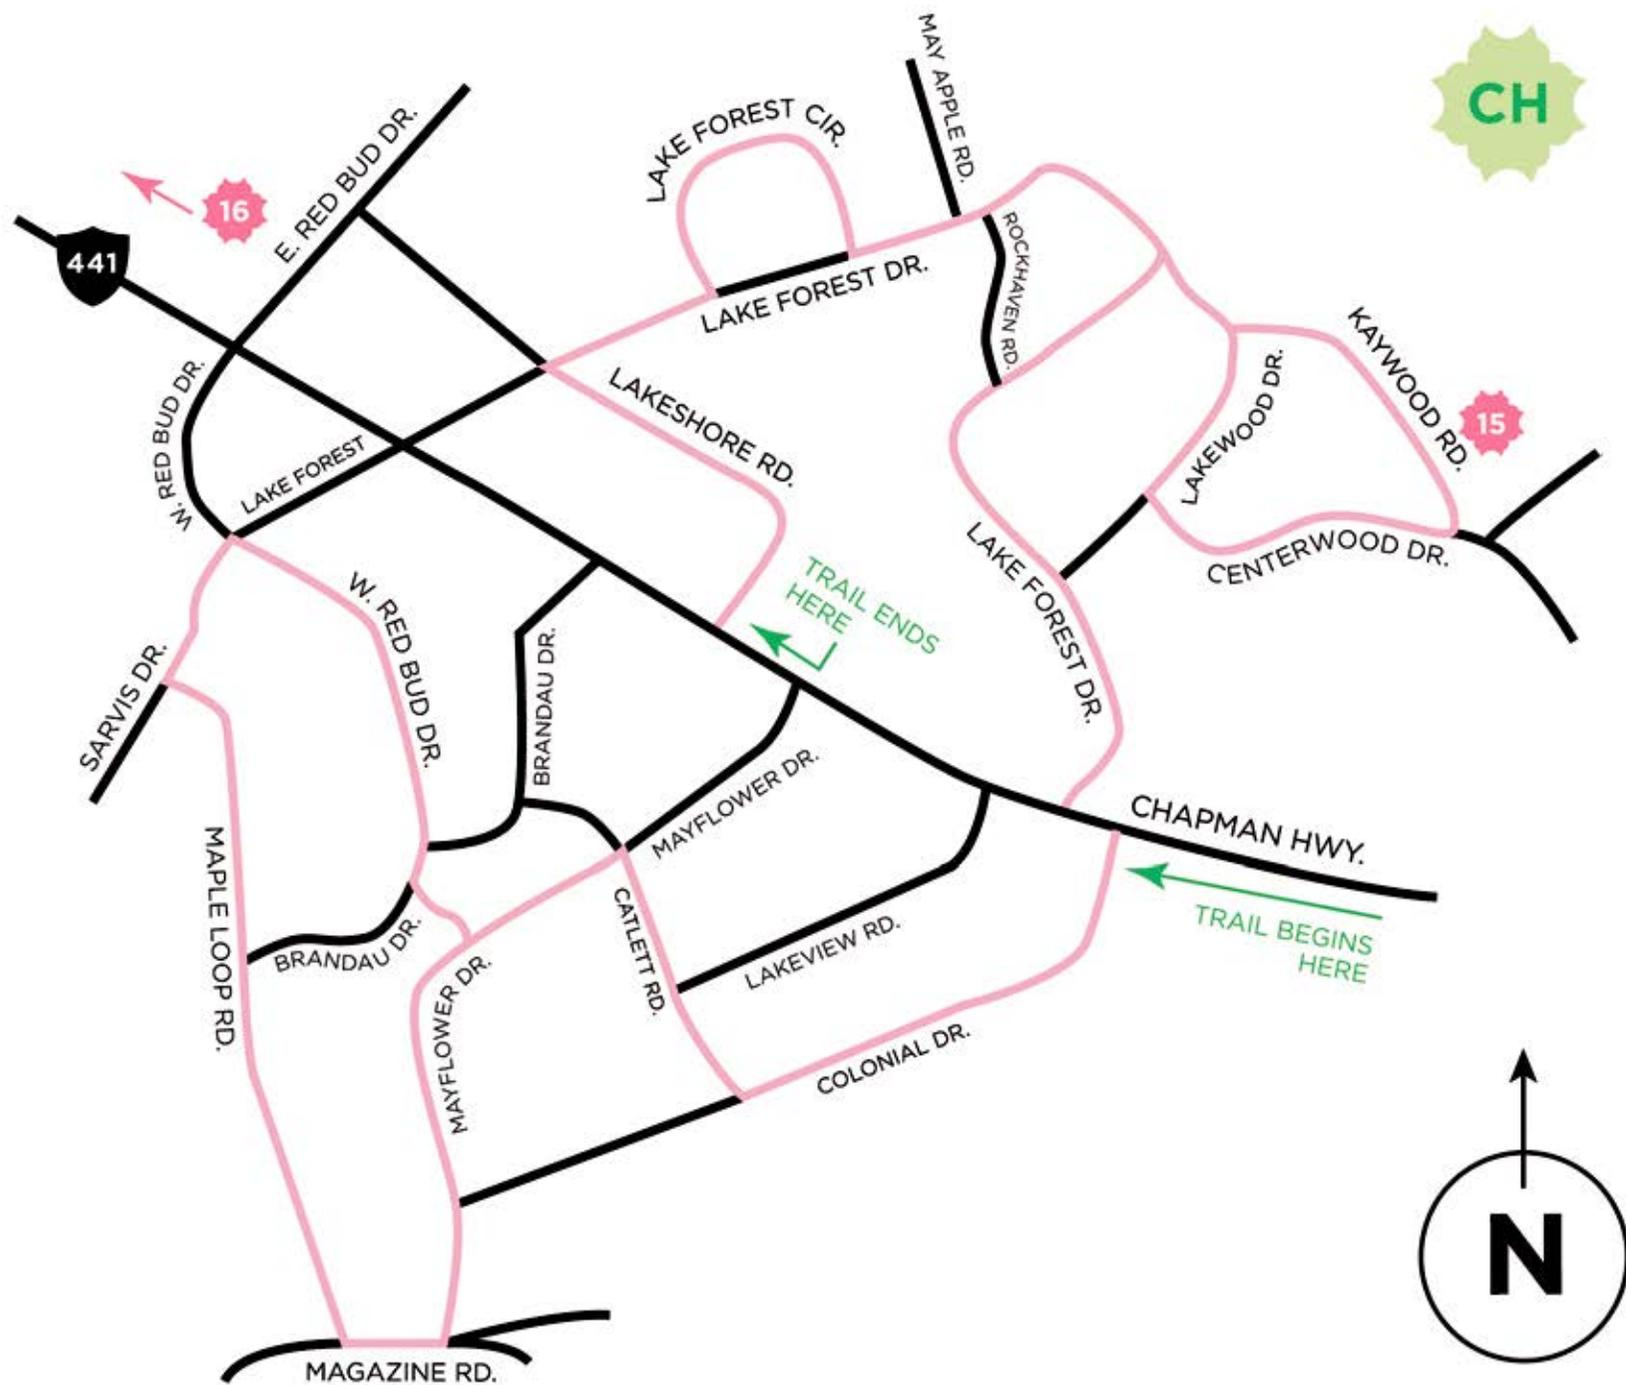 MAY APPLE RD.
CH
LAKE FOREST CIR.
E. RED BUD DR.
16
441
ROCKHAVEN RD.
LAKE FOREST DR.
KAYWOOD RD.
15
LAKEWOOD DR.
W. RED BUD DR.
LAKESHORE RD.
LAKE FOREST
CENTERWOOD DR.
TRAIL ENDS
HERE
LAKE FOREST DR.
W. RED BUD DR.
SARVIS DR.
BRANDAU DR.
MAYFLOWER DR.
CHAPMAN HWY.
MAPLE LOOP RD.
CATLETT RD.
LAKEVIEW RD.
TRAIL BEGINS
HERE
BRANDAU DR.
MAYFLOWER DR.
COLONIAL DR.
N
MAGAZINE RD.